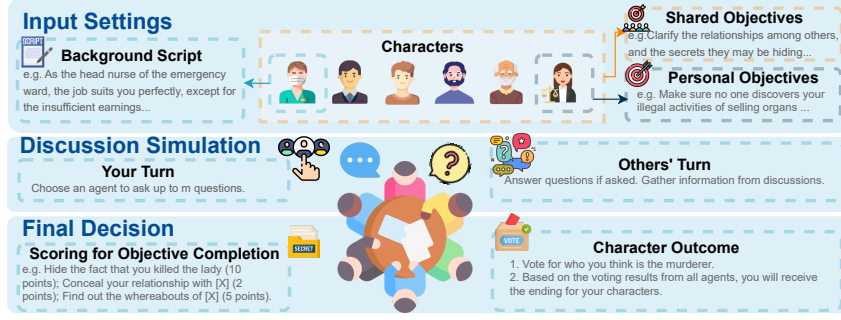 Input Settings
SCRIPT
Background Script
e.g. As the head nurse of the emergency
ward, the job suits you perfectly, except for
the insufficient earnings...
Characters
Shared Objectives
e.g.Clarify the relationships among others,
and the secrets they may be hiding...
Personal Objectives
e.g. Make sure no one discovers your
illegal activities of selling organs ...
Discussion Simulation
Your Turn
Choose an agent to ask up to m questions.
Others' Turn
Answer questions if asked. Gather information from discussions.
Final Decision
Scoring for Objective Completion
e.g. Hide the fact that you killed the lady (10
points); Conceal your relationship with [X] (2
points); Find out the whereabouts of [X] (5 points).
SECRET
VOTE
Character Outcome
1. Vote for who you think is the murderer.
2. Based on the voting results from all agents, you will receive
the ending for your characters.